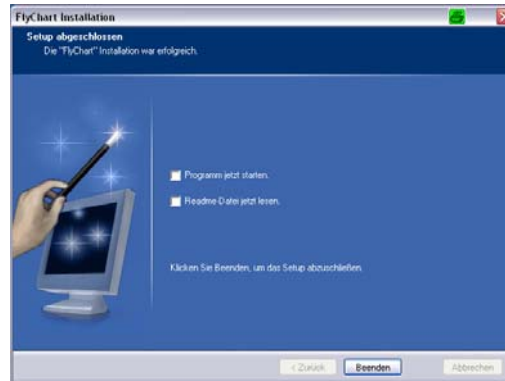 FlyChart Installation
Setup abgeschlossen
Die "FlyChart" Installation war erfolgreich.
Programm jetzt starten.
Readme Datei jetzt lesen.
Klicken Sie Beenden, um das Setup abzuschließen.
< Zurück Beenden Abbrechen